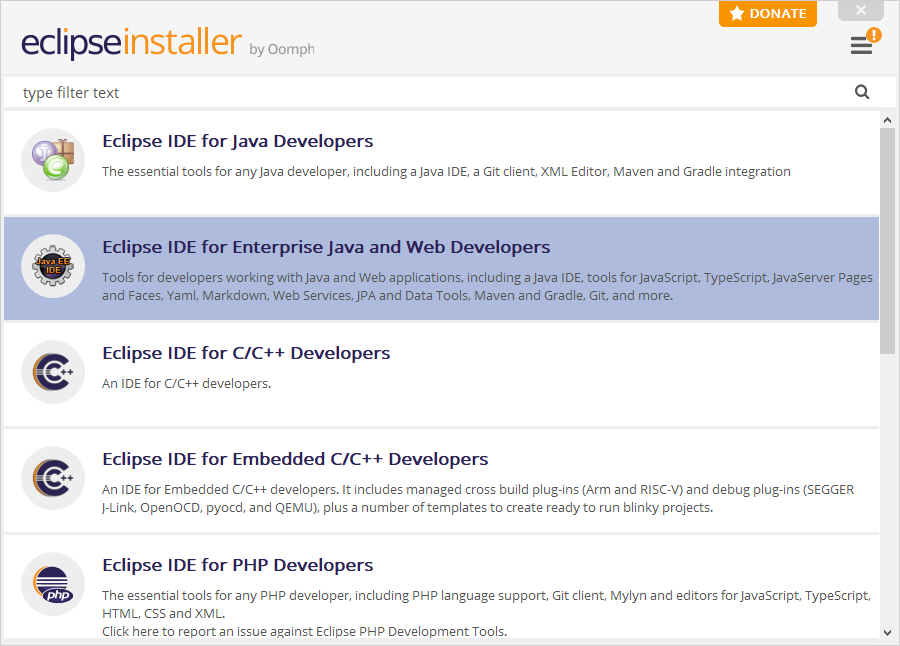 DONATE
eclipseinstaller by Oomph
!
type filter text
Eclipse IDE for Java Developers
The essential tools for any Java developer, including a Java IDE, a Git client, XML Editor, Maven and Gradle integration
Java EE
IDE
Eclipse IDE for Enterprise Java and Web Developers
Tools for developers working with Java and Web applications, including a Java IDE, tools for JavaScript, TypeScript, JavaServer Pages
and Faces, Yaml, Markdown, Web Services, JPA and Data Tools, Maven and Gradle, Git, and more.
C++
Eclipse IDE for C/C++ Developers
An IDE for C/C++ developers.
C++
Eclipse IDE for Embedded C/C++ Developers
An IDE for Embedded C/C++ developers. It includes managed cross build plug-ins (Arm and RISC-V) and debug plug-ins (SEGGER
J-Link, OpenOCD, pyocd, and QEMU), plus a number of templates to create ready to run blinky projects.
php
Eclipse IDE for PHP Developers
The essential tools for any PHP developer, including PHP language support, Git client, Mylyn and editors for JavaScript, TypeScript,
HTML, CSS and XML.
Click here to report an issue against Eclipse PHP Development Tools.